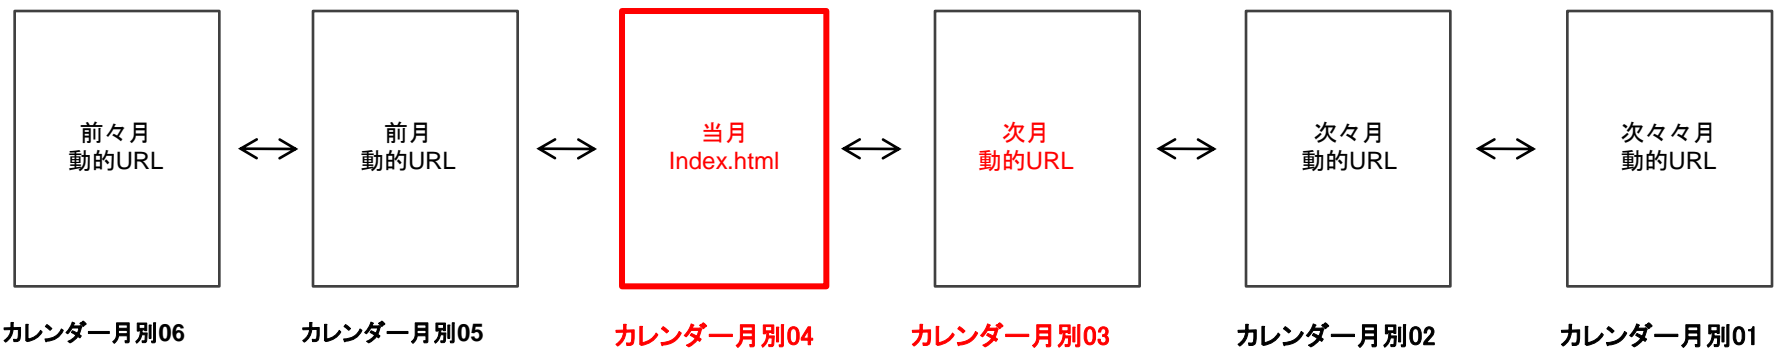 前々月
動的URL
前月
動的URL
当月
Index.html
次月
動的URL
次々月
動的URL
次々々月
動的URL
カレンダー月別06
カレンダー月別05
カレンダー月別04
カレンダー月別03
カレンダー月別02
カレンダー月別01